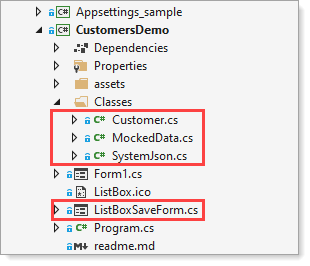 C# Appsettings_sample
C# CustomersDemo
Dependencies
Properties
assets
Classes
C# Customer.cs
C# MockedData.cs
C# SystemJson.cs
Form1.cs
ListBox.ico
ListBoxSaveForm.cs
C# Program.cs
readme.md